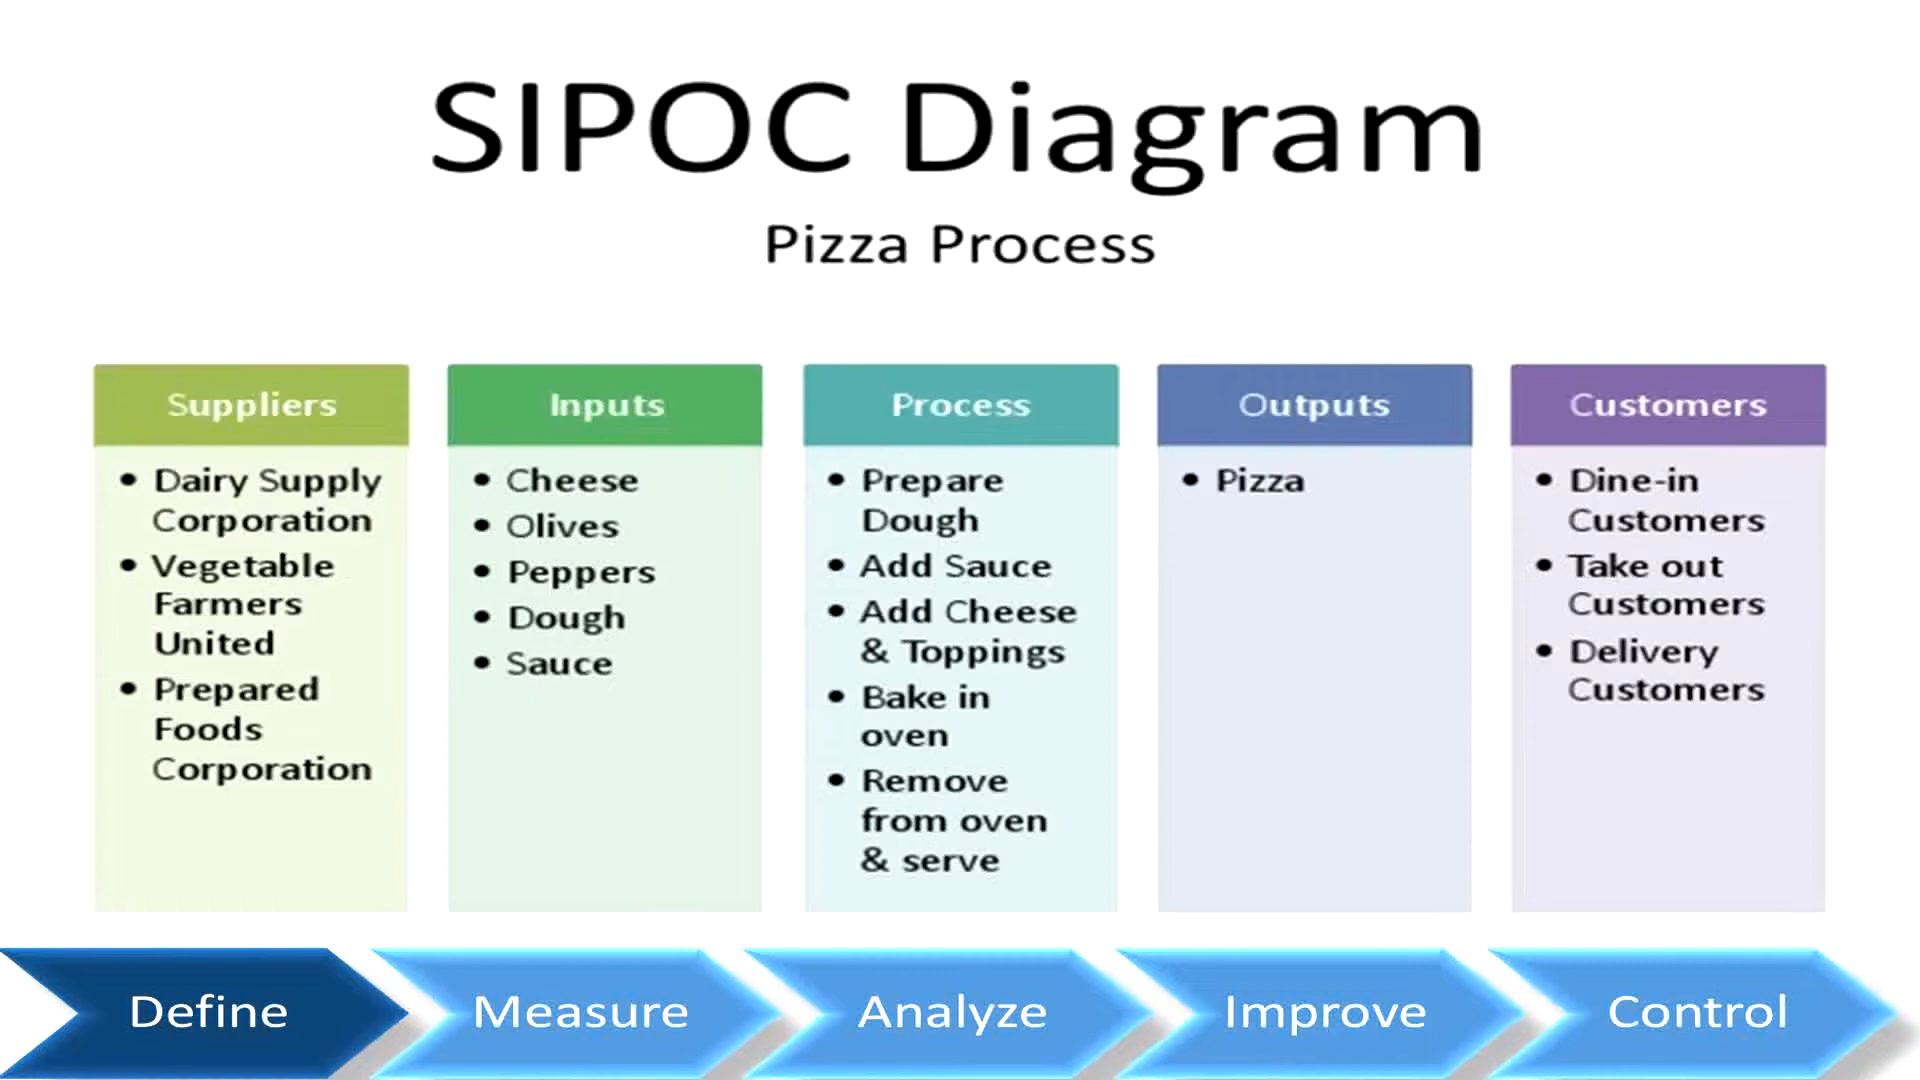 SIPOC Diagram
Pizza Process
Suppliers
• Dairy Supply
Corporation
• Vegetable
Farmers
United
• Prepared
Foods
Corporation
Inputs
• Cheese
• Olives
• Peppers
• Dough
• Sauce
Process
• Prepare
Dough
• Add Sauce
• Add Cheese
& Toppings
• Bake in
oven
• Remove
from oven
& serve
Outputs
• Pizza
Customers
• Dine-in
Customers
• Take out
Customers
• Delivery
Customers
Define
Measure
Analyze
Improve
Control